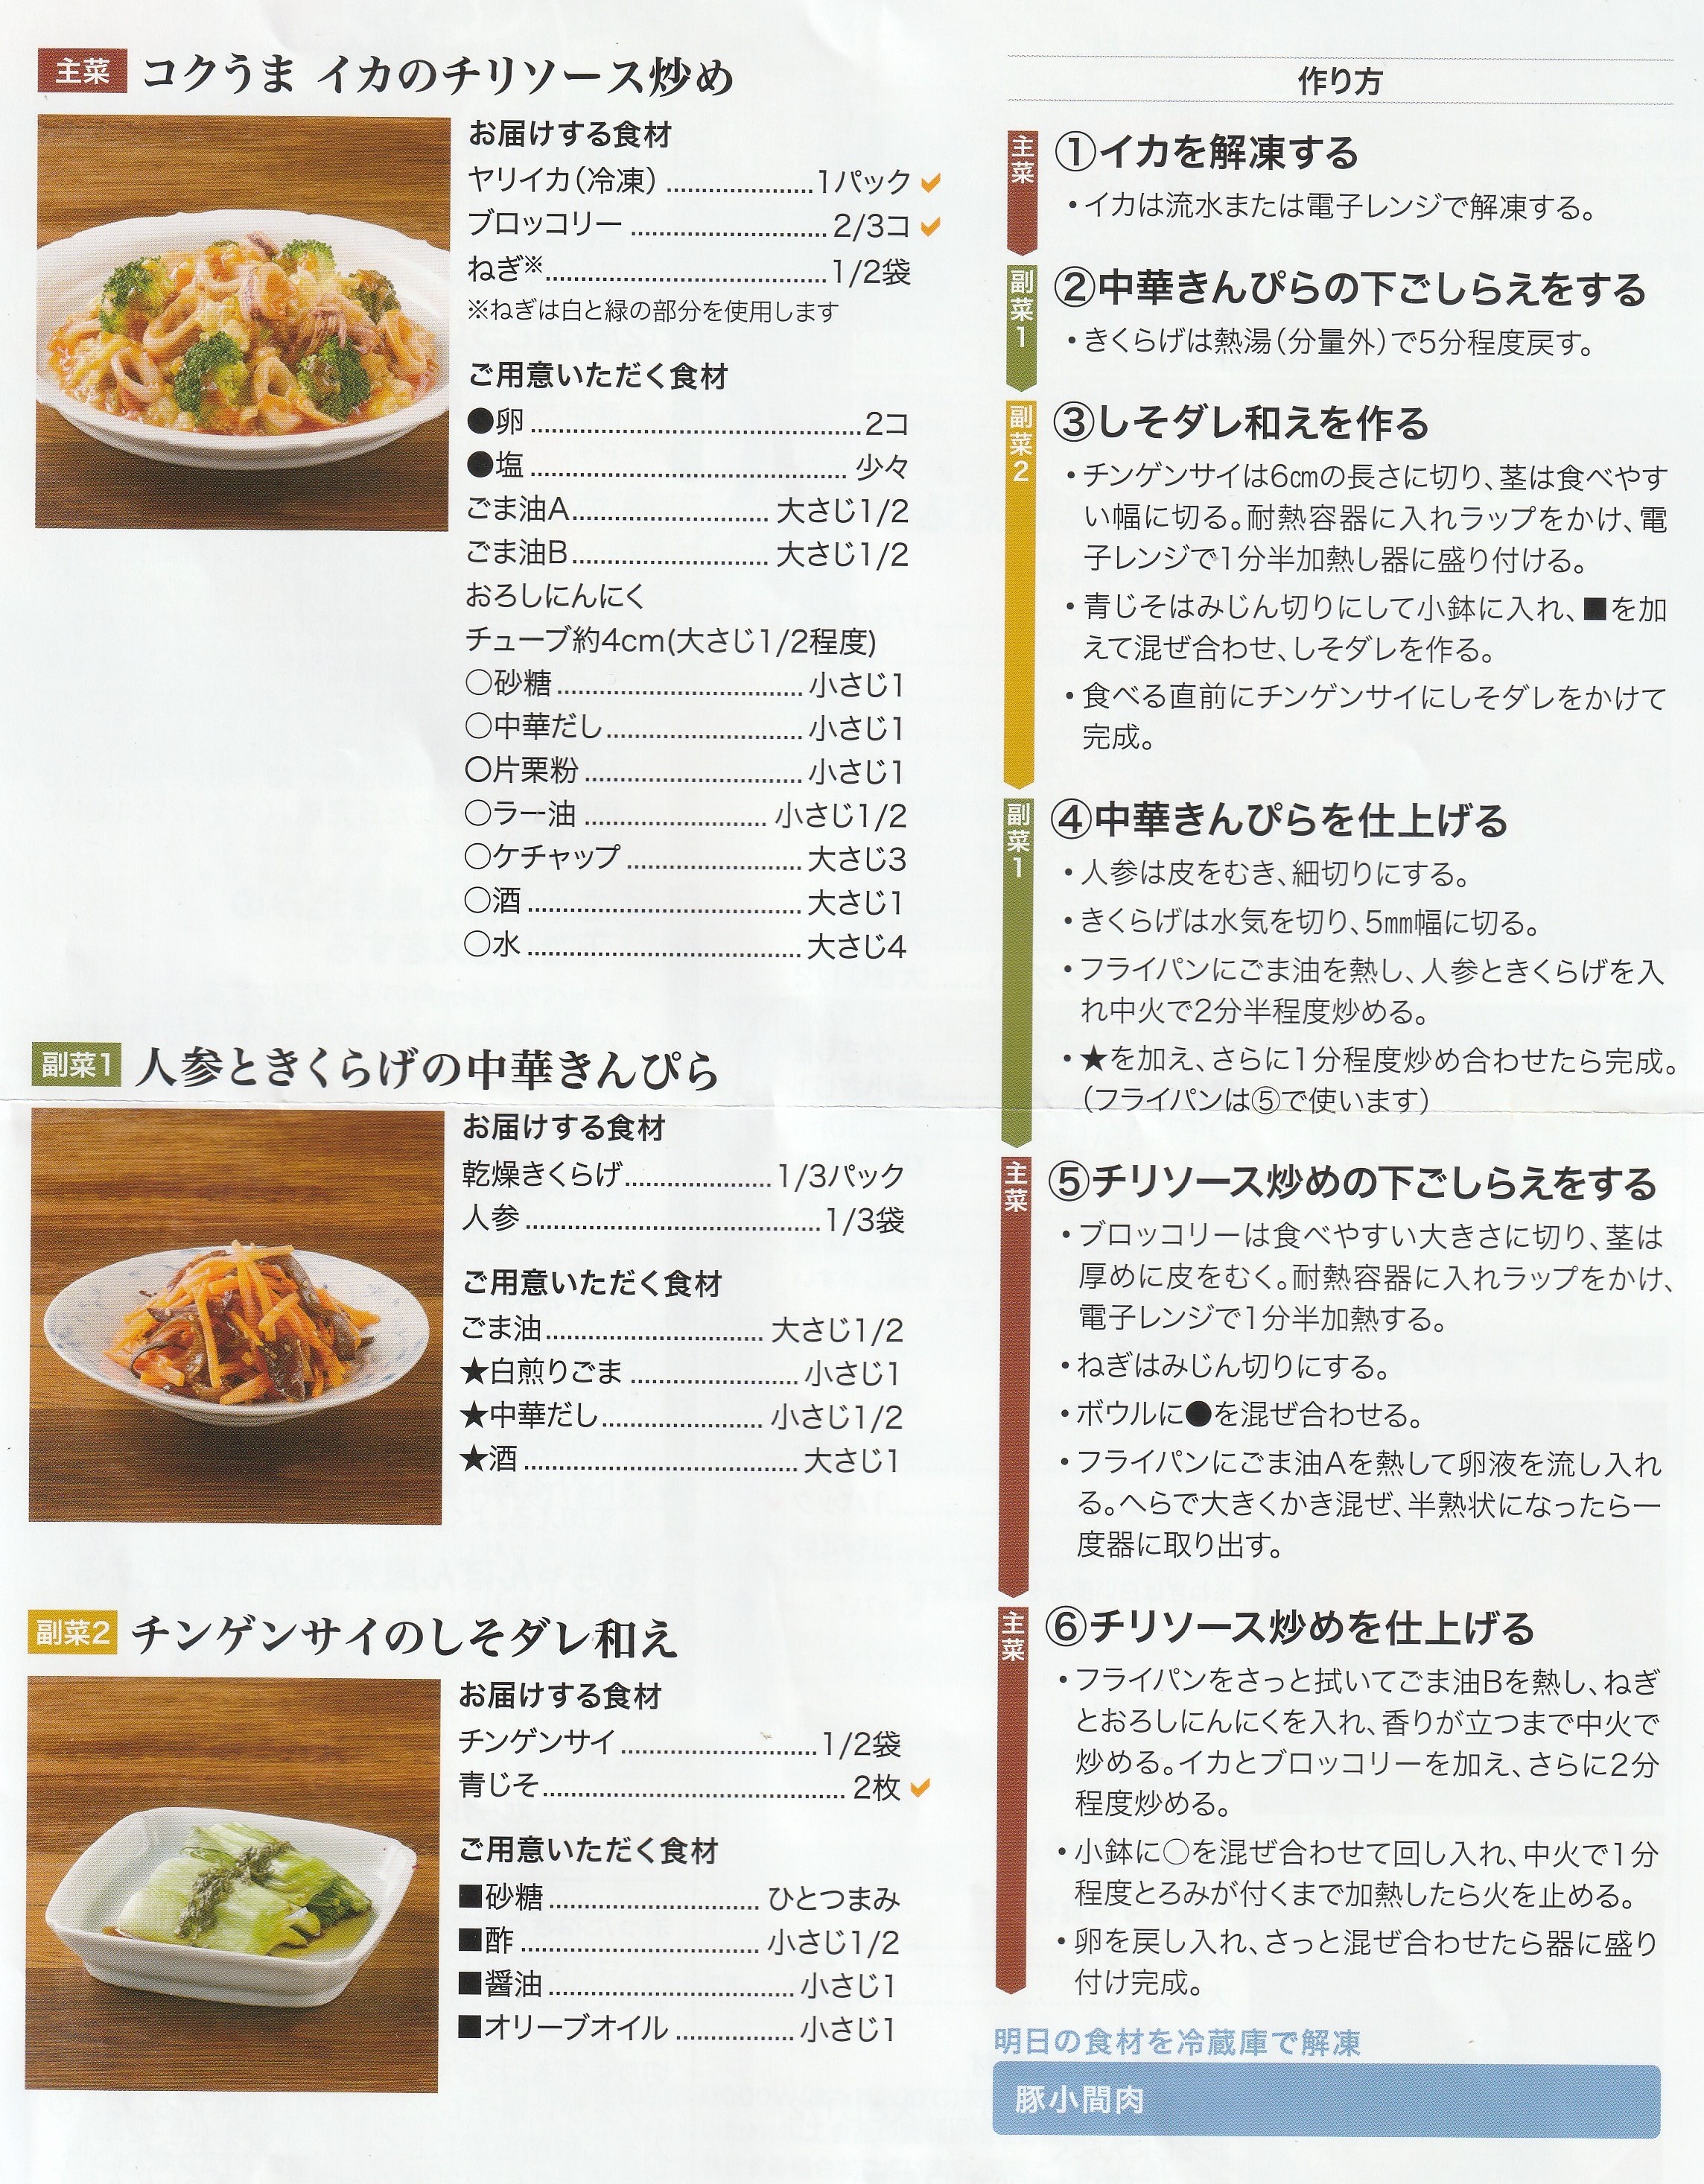 主菜 コクうま イカのチリソース炒め
お届けする食材
ヤリイカ(冷凍) ………………1パック
ブロッコリー ………………2/3コ
ねぎ※………………1/2袋
※ねぎは白と緑の部分を使用します
ご用意いただく食材
●卵 ………………2コ
●塩 ………………少々
ごま油A………………大さじ1/2
ごま油B………………大さじ1/2
おろしにんにく
チューブ約4cm(大さじ1/2程度)
○砂糖 ………………小さじ1
○中華だし………………小さじ1
○片栗粉 ………………小さじ1
○ラー油 ………………小さじ1/2
○ケチャップ ………………大さじ3
○酒 ………………大さじ1
○水 ………………大さじ4
副菜1 人参ときくらげの中華きんぴら
お届けする食材
乾燥きくらげ………………1/3パック
人参 ………………1/3袋
ご用意いただく食材
ごま油………………大さじ1/2
★白煎りごま ………………小さじ1
★中華だし………………小さじ1/2
★酒 ………………大さじ1
副菜2 チンゲンサイのしそダレ和え
お届けする食材
チンゲンサイ ………………1/2袋
青じそ………………2枚
ご用意いただく食材
■砂糖 ………………ひとつまみ
■酢 ………………小さじ1/2
■醤油 ………………小さじ1
■オリーブオイル ………………小さじ1
作り方
主菜 ①イカを解凍する
・イカは流水または電子レンジで解凍する。
副菜1 ②中華きんぴらの下ごしらえをする
・きくらげは熱湯(分量外)で5分程度戻す。
副菜2 ③しそダレ和えを作る
・チンゲンサイは6㎝の長さに切り、茎は食べやす
い幅に切る。耐熱容器に入れラップをかけ、電
子レンジで1分半加熱し器に盛り付ける。
・青じそはみじん切りにして小鉢に入れ、■を加
えて混ぜ合わせ、しそダレを作る。
・食べる直前にチンゲンサイにしそダレをかけて
完成。
副菜1 ④中華きんぴらを仕上げる
・人参は皮をむき、細切りにする。
・きくらげは水気を切り、5㎜幅に切る。
・フライパンにごま油を熱し、人参ときくらげを入
れ中火で2分半程度炒める。
・★を加え、さらに1分程度炒め合わせたら完成。
(フライパンは⑤で使います)
主菜 ⑤チリソース炒めの下ごしらえをする
・ブロッコリーは食べやすい大きさに切り、茎は
厚めに皮をむく。耐熱容器に入れラップをかけ、
電子レンジで1分半加熱する。
・ねぎはみじん切りにする。
・ボウルに●を混ぜ合わせる。
・フライパンにごま油Aを熱して卵液を流し入れ
る。へらで大きくかき混ぜ、半熟状になったら一
度器に取り出す。
主菜 ⑥チリソース炒めを仕上げる
・フライパンをさっと拭いてごま油Bを熱し、ねぎ
とおろしにんにくを入れ、香りが立つまで中火で
炒める。イカとブロッコリーを加え、さらに2分
程度炒める。
・小鉢に○を混ぜ合わせて回し入れ、中火で1分
程度とろみが付くまで加熱したら火を止める。
・卵を戻し入れ、さっと混ぜ合わせたら器に盛り
付け完成。
明日の食材を冷蔵庫で解凍
豚小間肉